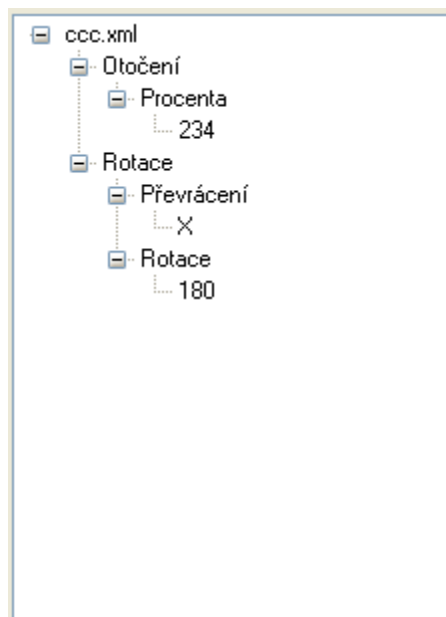 ccc.xml
Otočení
Procenta
234
Rotace
Převrácení
X
Rotace
180